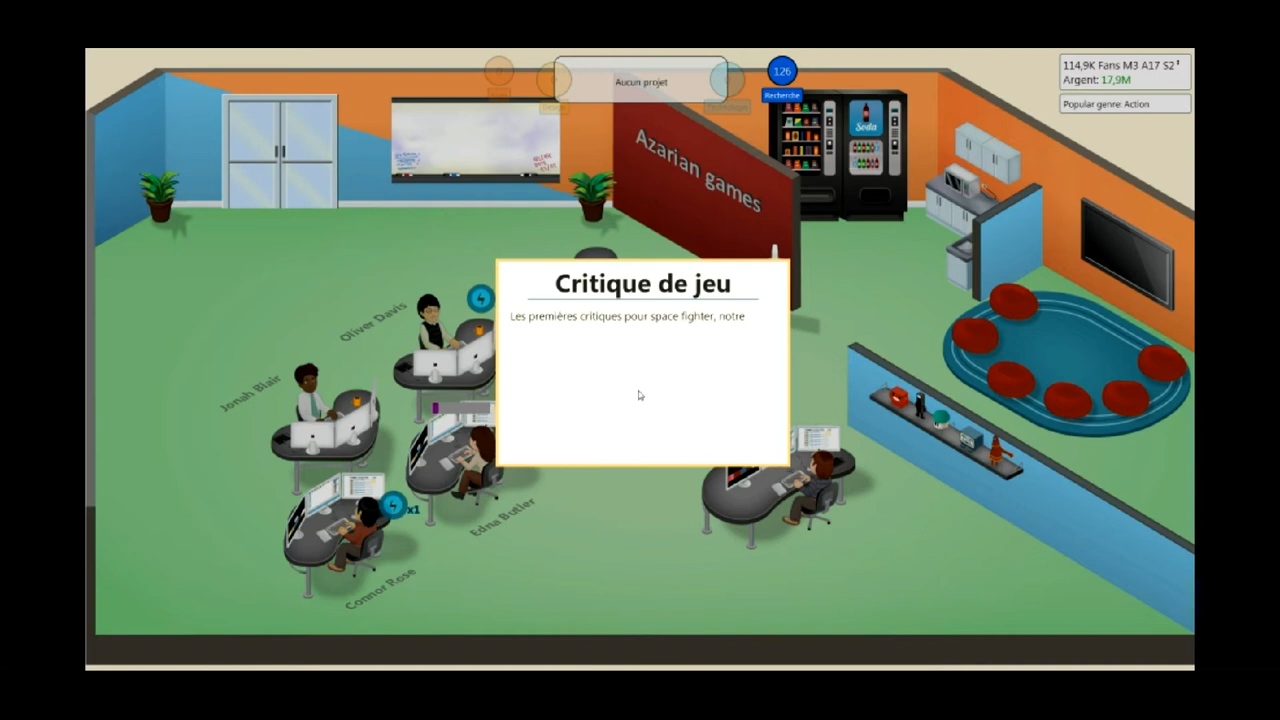 Aucun projet
126
Recherche
114,9K Fans M3 A17 S2
Argent: 17,9M
Popular genre: Action
Soda
Azarian games
Critique de jeu
Les premières critiques pour space fighter, notre
Oliver Davis
Jonah Blair
x1
Edna Butler
Connor Rose